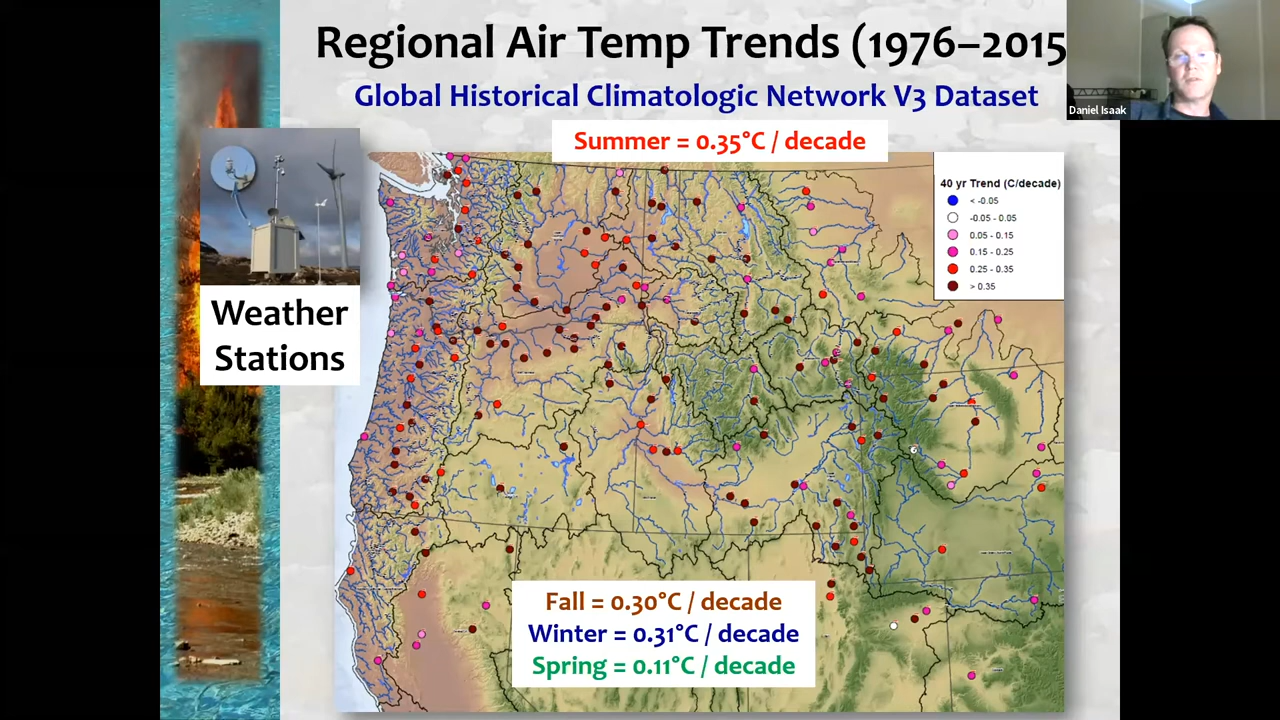 Regional Air Temp Trends (1976–2015
Daniel Isaak
Global Historical Climatologic Network V3 Dataset
Summer = 0.35°C / decade
40 yr Trend (C/decade)
< -0.05
-0.05 - 0.05
0.05 - 0.15
0.15 - 0.25
0.25 - 0.35
> 0.35
Weather
Stations
Fall = 0.30°C / decade
Winter = 0.31°C / decade
Spring = 0.11°C / decade